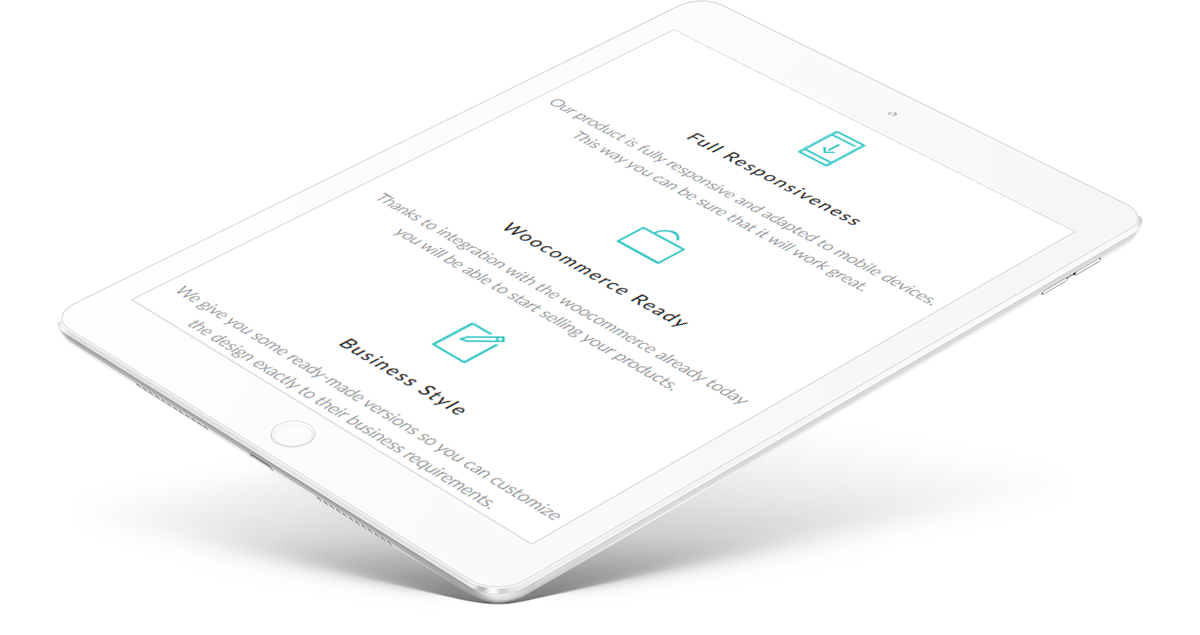 Full Responsiveness
Our product is fully responsive and adapted to mobile devices.
This way you can be sure that it will work great.
Woocommerce Ready
Thanks to integration with the woocommerce already today
you will be able to start selling your products.
Business Style
We give you some ready-made versions so you can customize
the design exactly to their business requirements.